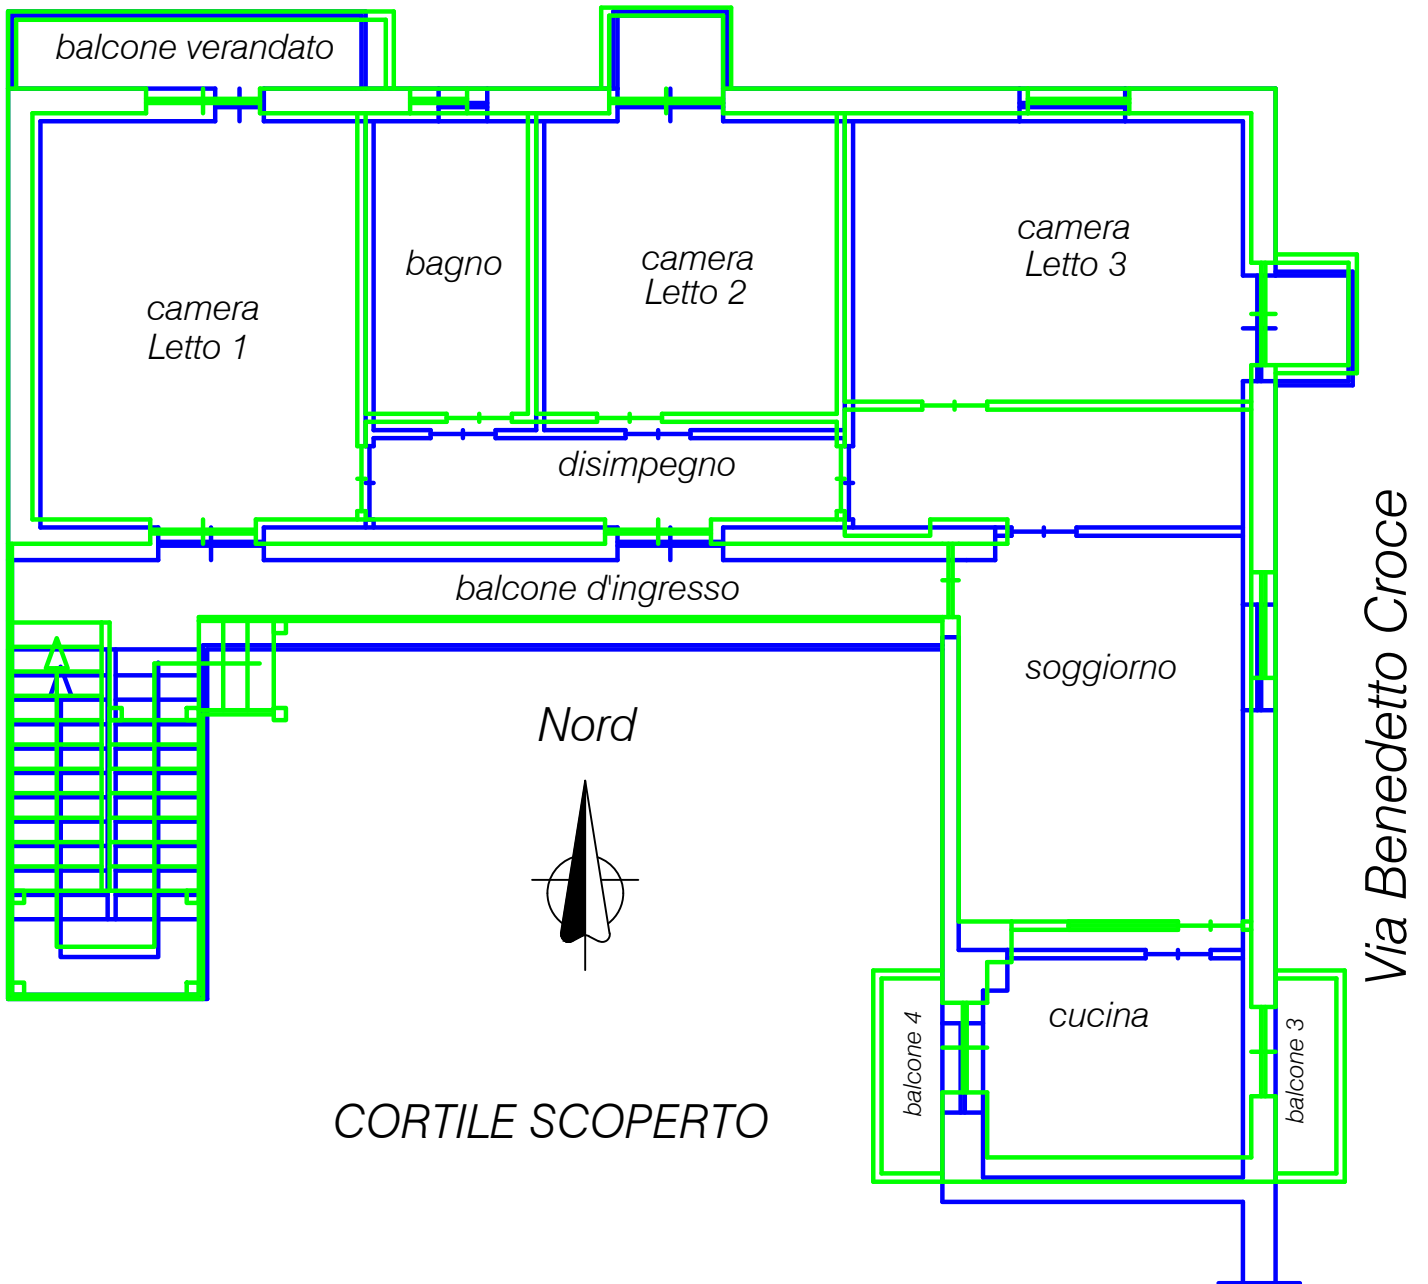 balcone verandato
camera
Letto 1
bagno
camera
Letto 2
camera
Letto 3
disimpegno
balcone d'ingresso
soggiorno
Nord
Via Benedetto Croce
cucina
balcone 4
balcone 3
CORTILE SCOPERTO